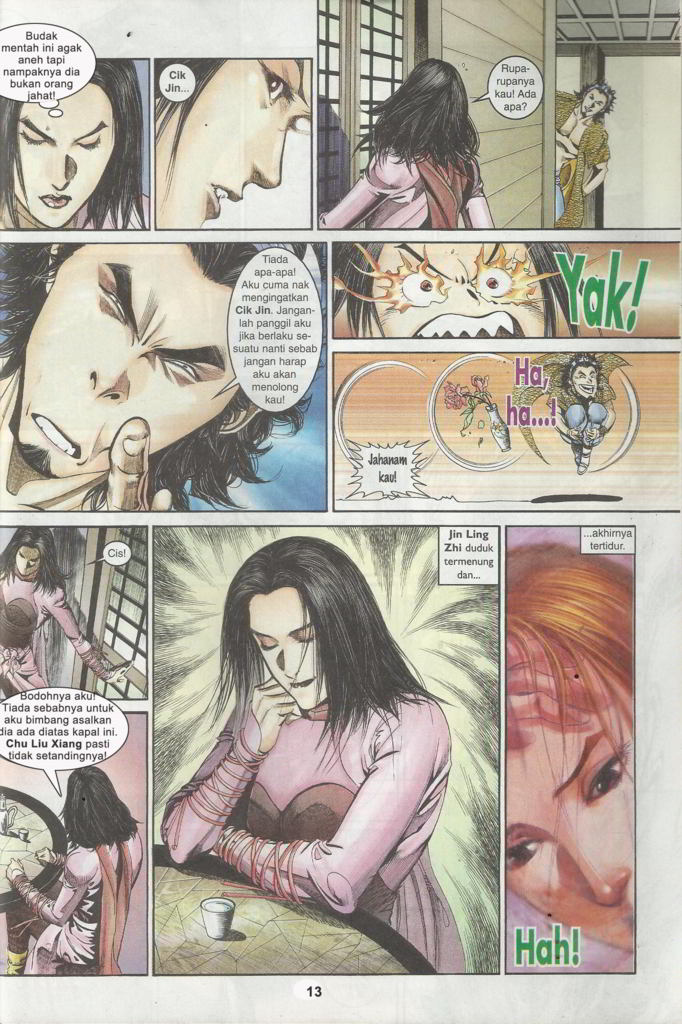 Budak
mentah ini agak
aneh tapi
nampaknya dia
bukan orang
jahat!
Cik
Jin...
Rupa-
rupanya
kau! Ada
apa?
Tiada
apa-apa!
Aku cuma nak
mengingatkan
Cik Jin. Jangan-
lah panggil aku
jika berlaku se-
suatu nanti sebab
jangan harap
aku akan
menolong
kau!
Yak!
Ha,
ha...!
Jahanam
kau!
Cis!
Bodohnya aku!
Tiada sebabnya untuk
aku bimbang asalkan
dia ada diatas kapal ini.
Chu Liu Xiang pasti
tidak setandingnya!
Jin Ling
Zhi duduk
termenung
dan...
...akhirnya
tertidur.
Hah!
13